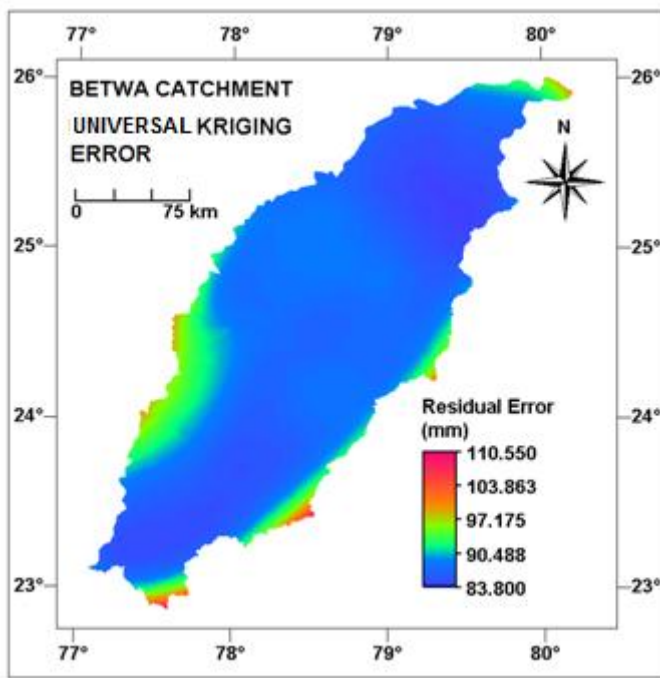 77° 78° 79° 80°
26° 26°
BETWA CATCHMENT
UNIVERSAL KRIGING
ERROR
N
0 75 km
25° 25°
24° 24°
Residual Error
(mm)
110.550
103.863
97.175
90.488
83.800
23° 23°
77° 78° 79° 80°